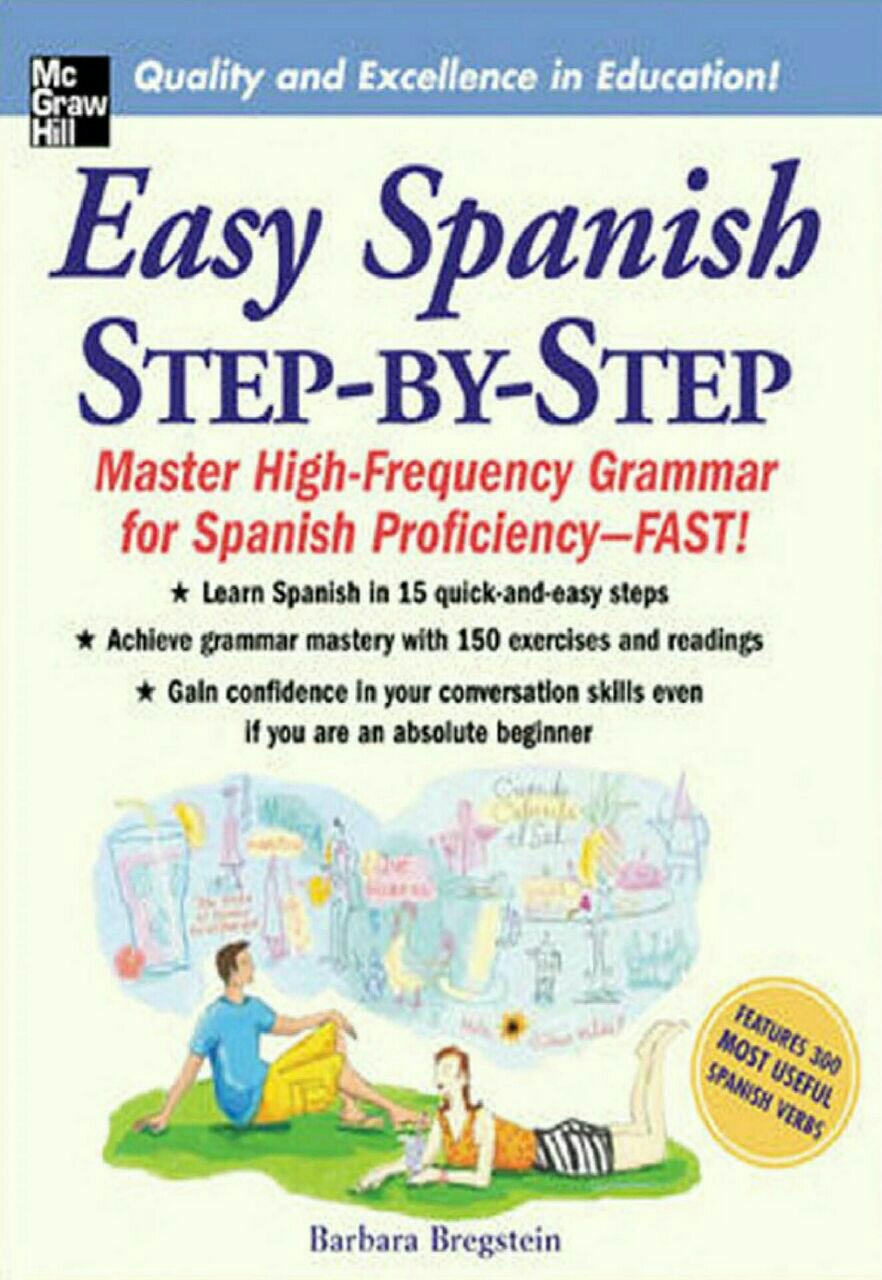 Mc
Graw
Hill
Quality and Excellence in Education!
Easy Spanish
STEP-BY-STEP
Master High-Frequency Grammar
for Spanish Proficiency—FAST!
★ Learn Spanish in 15 quick-and-easy steps
★ Achieve grammar mastery with 150 exercises and readings
★ Gain confidence in your conversation skills even
if you are an absolute beginner
el Sol
FEATURES 300
MOST USEFUL
SPANISH VERBS
Barbara Bregstein